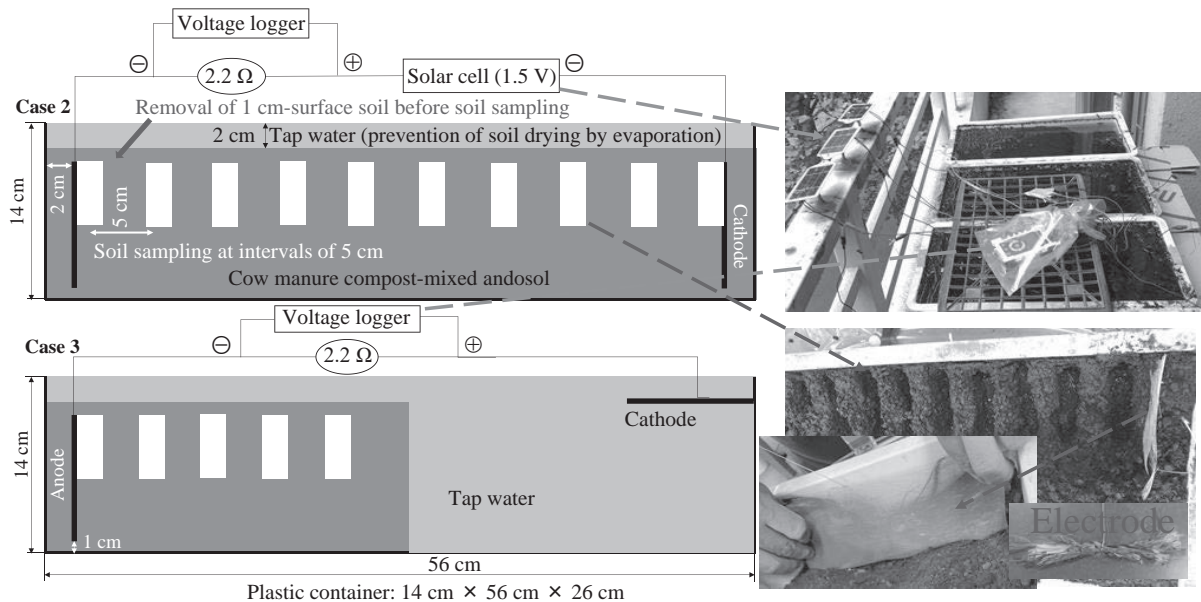 Voltage logger
⊖ 2.2 Ω ⊕ Solar cell (1.5 V) ⊖
Case 2
Removal of 1 cm-surface soil before soil sampling
2 cm Tap water (prevention of soil drying by evaporation)
14 cm
2 cm
5 cm
Soil sampling at intervals of 5 cm
Cathode
Cow manure compost-mixed andosol
Voltage logger
Case 3
⊖ 2.2 Ω ⊕
14 cm
Anode
Cathode
Tap water
1 cm
56 cm
Plastic container: 14 cm × 56 cm × 26 cm
Electrode